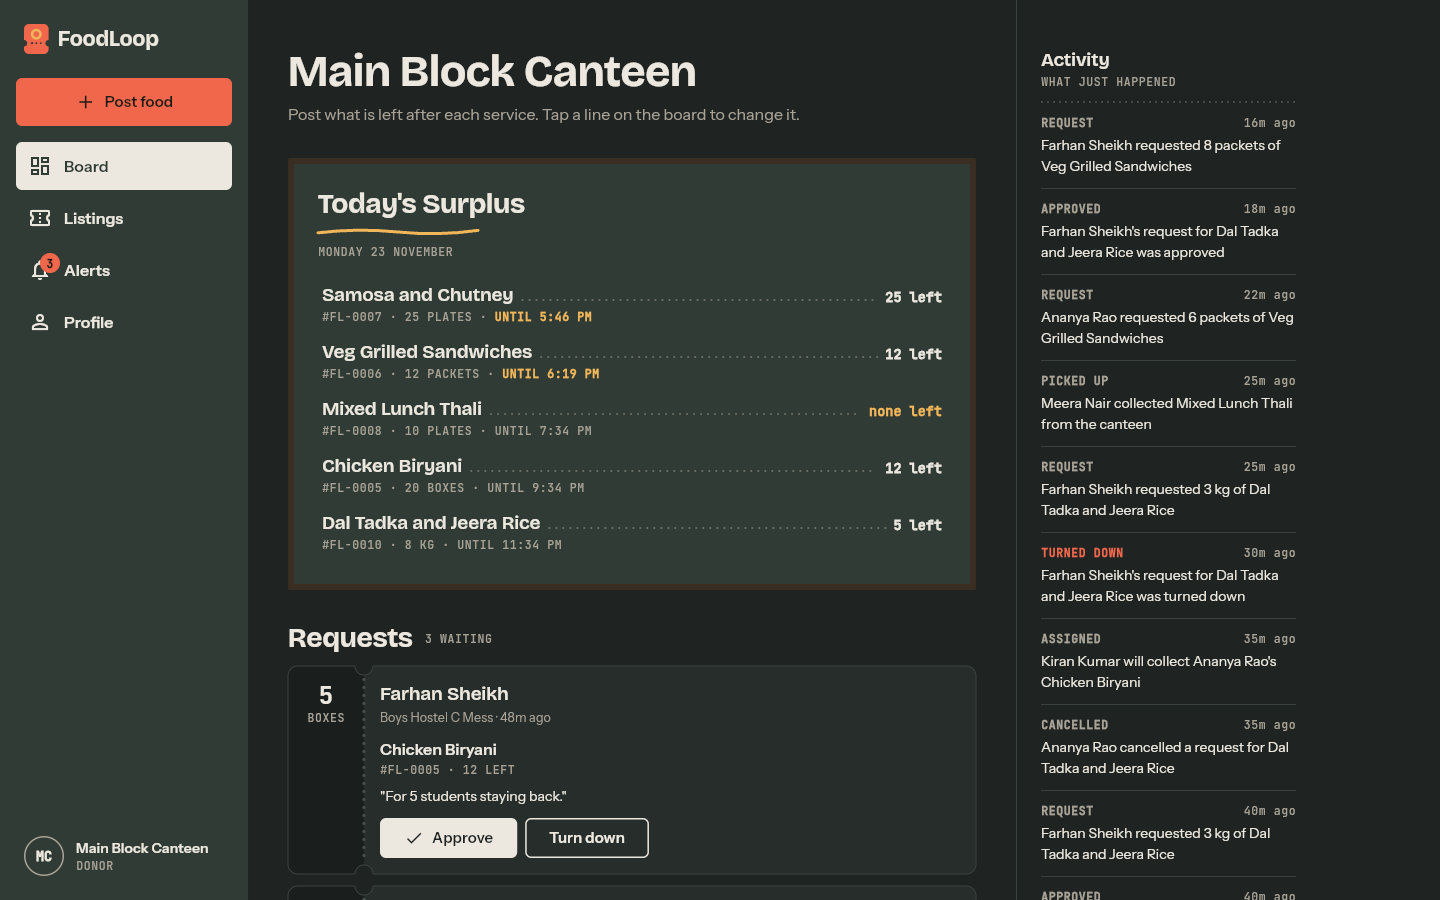 FoodLoop
Post food
Board
Listings
3
Alerts
Profile
MC
Main Block Canteen
DONOR
Main Block Canteen
Post what is left after each service. Tap a line on the board to change it.
Today's Surplus
MONDAY 23 NOVEMBER
Samosa and Chutney 25 left
#FL-0007 · 25 PLATES · UNTIL 5:46 PM
Veg Grilled Sandwiches 12 left
#FL-0006 · 12 PACKETS · UNTIL 6:19 PM
Mixed Lunch Thali none left
#FL-0008 · 10 PLATES · UNTIL 7:34 PM
Chicken Biryani 12 left
#FL-0005 · 20 BOXES · UNTIL 9:34 PM
Dal Tadka and Jeera Rice 5 left
#FL-0010 · 8 KG · UNTIL 11:34 PM
Requests 3 WAITING
5
BOXES
Farhan Sheikh
Boys Hostel C Mess · 48m ago
Chicken Biryani
#FL-0005 · 12 LEFT
"For 5 students staying back."
Approve
Turn down
Activity
WHAT JUST HAPPENED
REQUEST 16m ago
Farhan Sheikh requested 8 packets of
Veg Grilled Sandwiches
APPROVED 18m ago
Farhan Sheikh's request for Dal Tadka
and Jeera Rice was approved
REQUEST 22m ago
Ananya Rao requested 6 packets of Veg
Grilled Sandwiches
PICKED UP 25m ago
Meera Nair collected Mixed Lunch Thali
from the canteen
REQUEST 25m ago
Farhan Sheikh requested 3 kg of Dal
Tadka and Jeera Rice
TURNED DOWN 30m ago
Farhan Sheikh's request for Dal Tadka
and Jeera Rice was turned down
ASSIGNED 35m ago
Kiran Kumar will collect Ananya Rao's
Chicken Biryani
CANCELLED 35m ago
Ananya Rao cancelled a request for Dal
Tadka and Jeera Rice
REQUEST 40m ago
Farhan Sheikh requested 3 kg of Dal
Tadka and Jeera Rice
APPROVED 40m ago